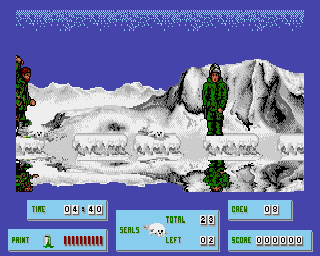 TIME 04:40
CREW 08
SEALS
TOTAL 23
LEFT 02
PAINT
SCORE 000000